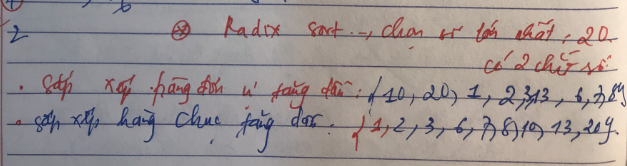 2
⊗ Radix sort → chọn số lớn nhất, 20
có 2 chữ số
• sắp xếp hàng đơn vị tăng dần: {10, 20, 1, 2, 3, 13, 6, 7, 8}
• sắp xếp hàng chục tăng dần: {1, 2, 3, 6, 7, 8, 10, 13, 20}